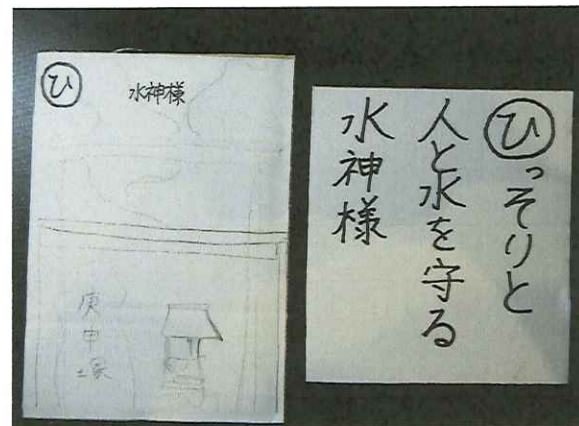 ひ
水神様
庚申塚
ひっそりと
人と水を守る
水神様